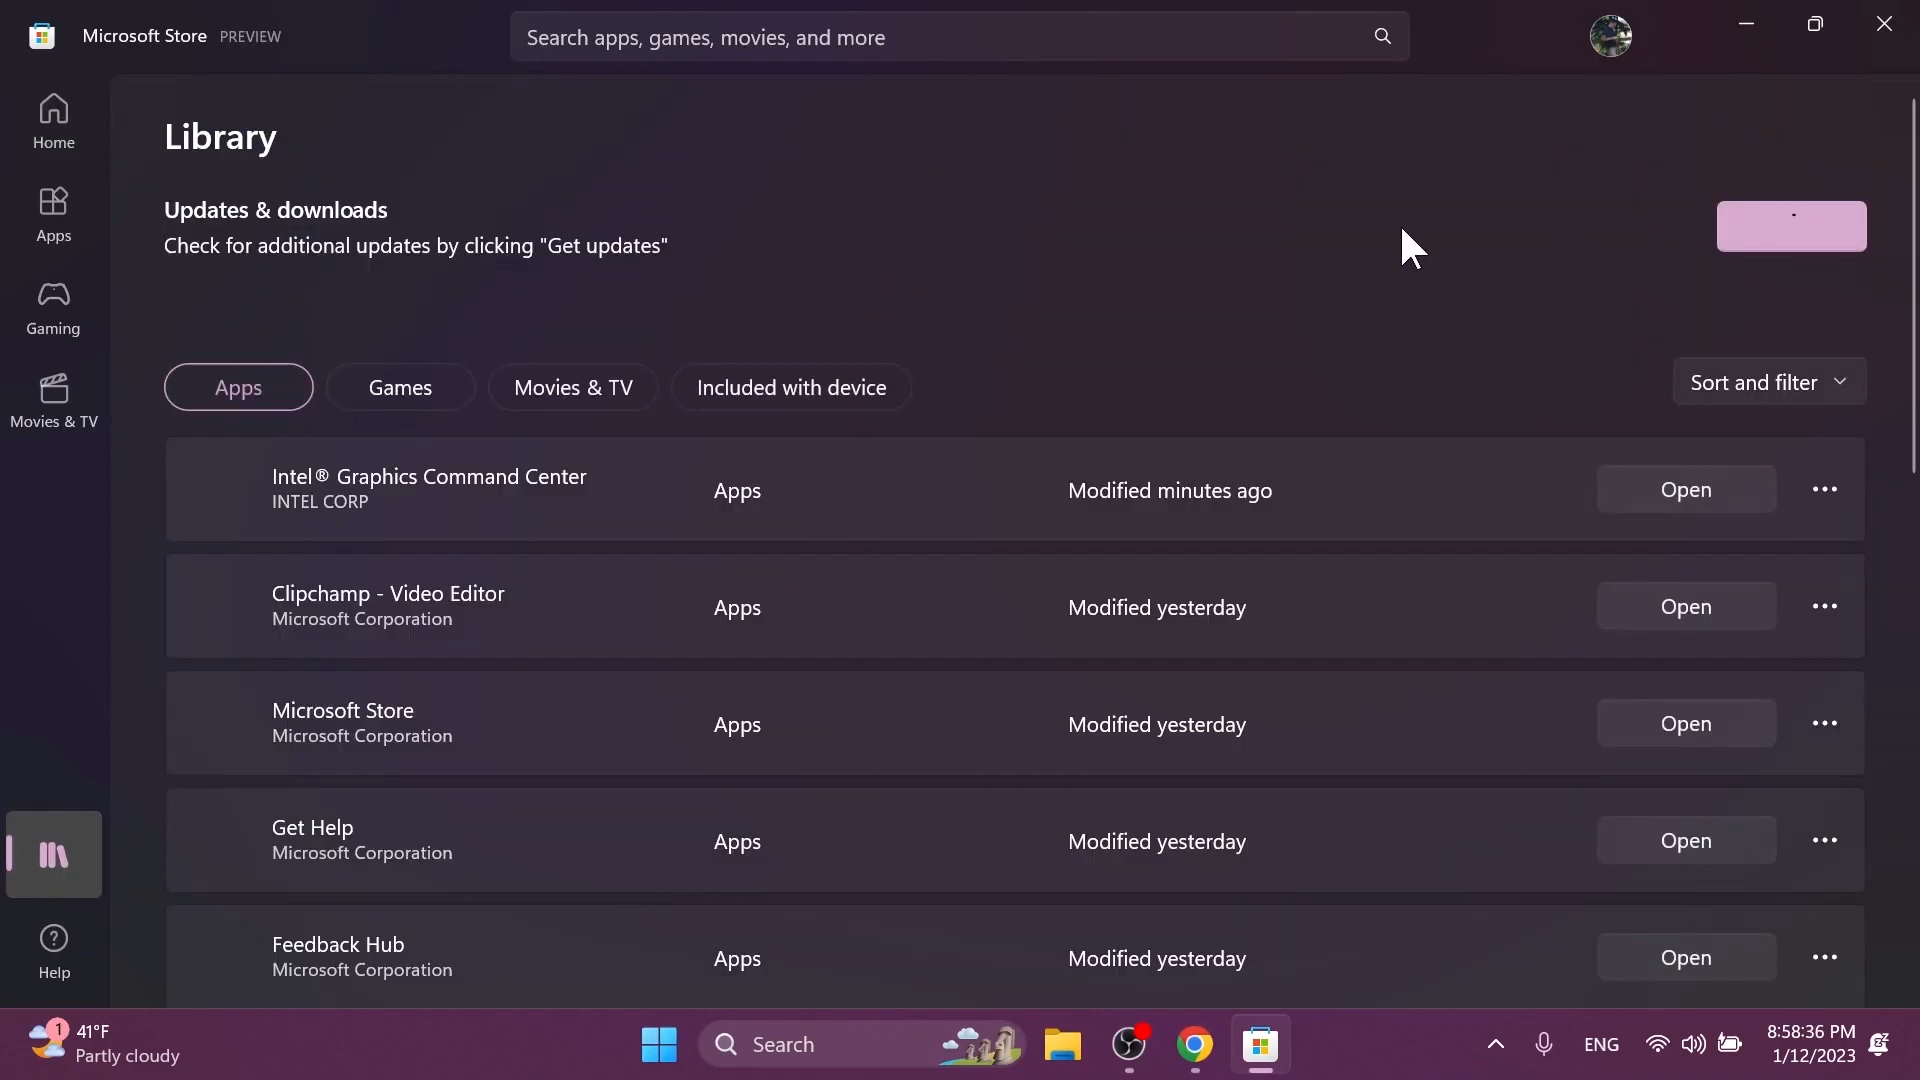 Microsoft Store PREVIEW
Search apps, games, movies, and more
Home
Apps
Gaming
Movies & TV
Help
Library
Updates & downloads
Check for additional updates by clicking "Get updates"
Apps Games Movies & TV Included with device Sort and filter
Intel® Graphics Command Center
INTEL CORP
Apps Modified minutes ago Open
Clipchamp - Video Editor
Microsoft Corporation
Apps Modified yesterday Open
Microsoft Store
Microsoft Corporation
Apps Modified yesterday Open
Get Help
Microsoft Corporation
Apps Modified yesterday Open
Feedback Hub
Microsoft Corporation
Apps Modified yesterday Open
1
41°F
Partly cloudy
Search
ENG
8:58:36 PM
1/12/2023